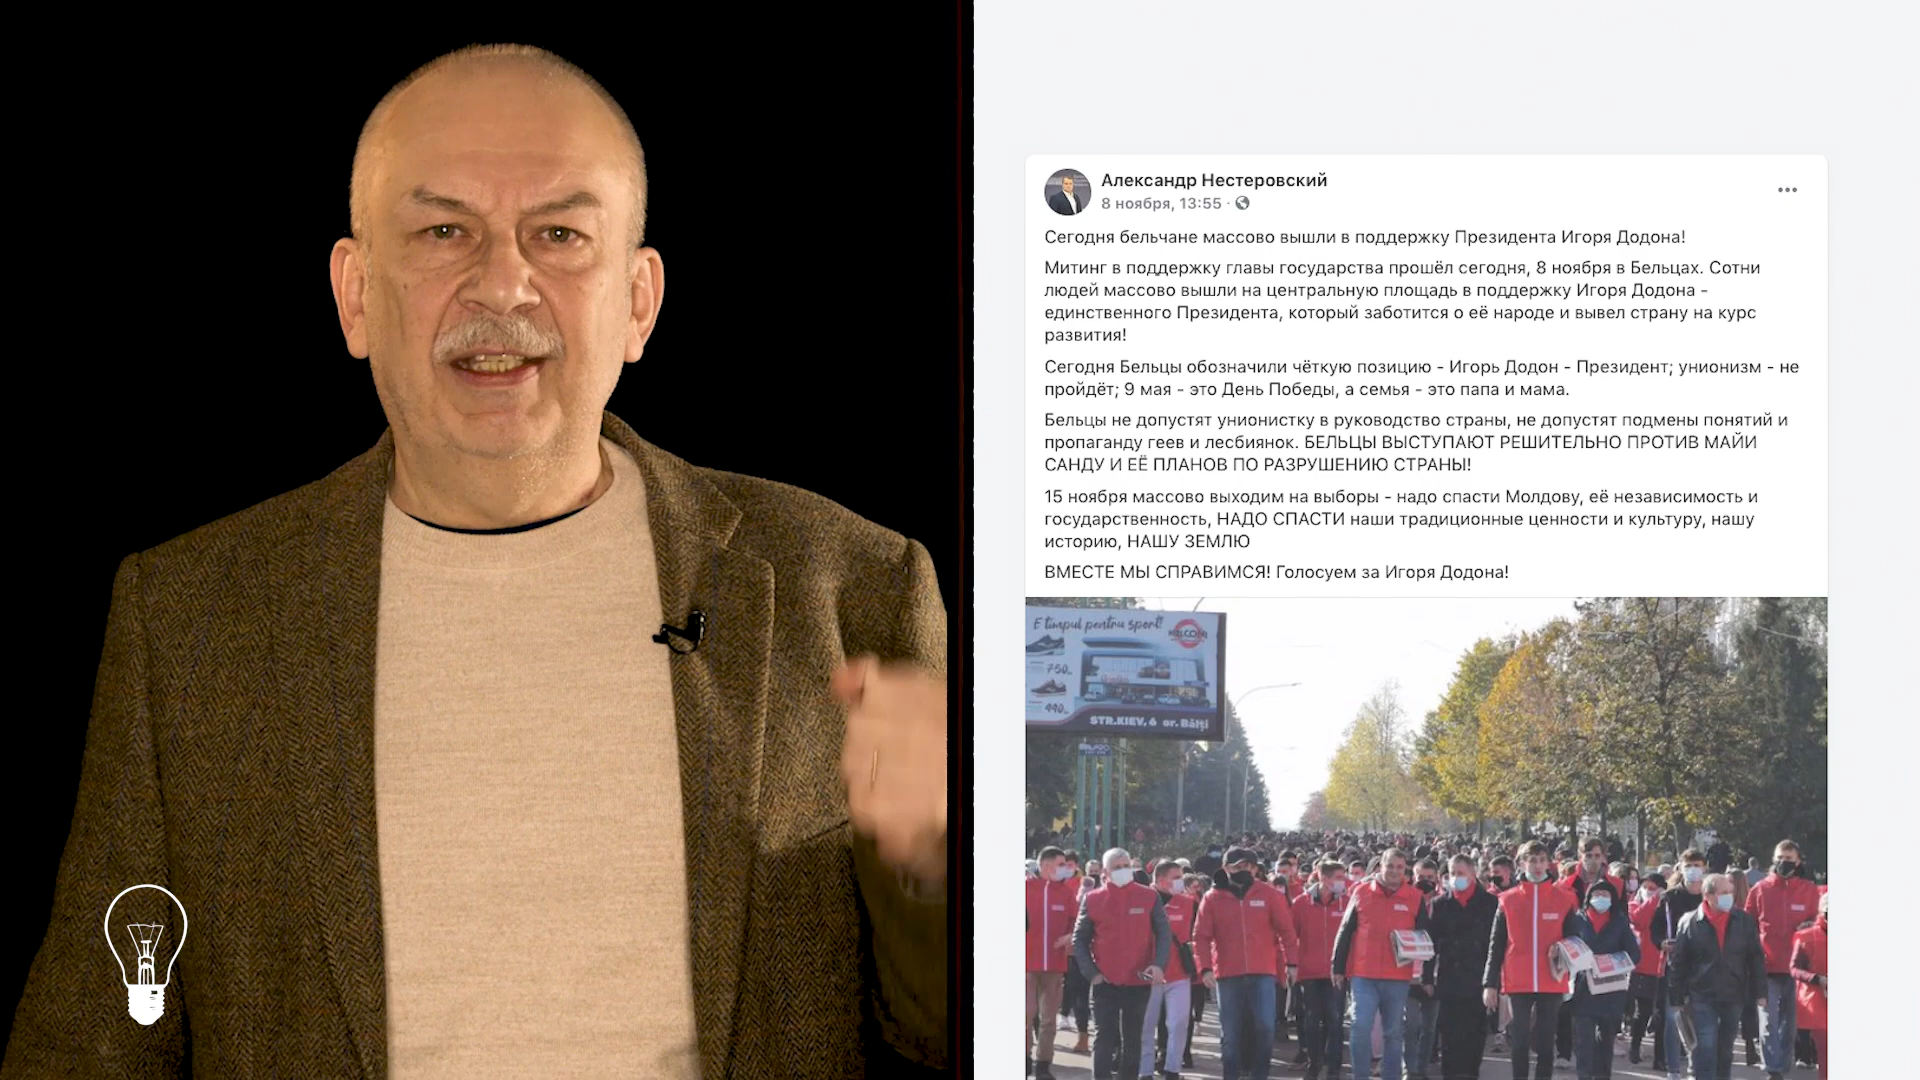 Александр Нестеровский
8 ноября, 13:55 ·
Сегодня бельчане массово вышли в поддержку Президента Игоря Додона!
Митинг в поддержку главы государства прошёл сегодня, 8 ноября в Бельцах. Сотни
людей массово вышли на центральную площадь в поддержку Игоря Додона -
единственного Президента, который заботится о её народе и вывел страну на курс
развития!
Сегодня Бельцы обозначили чёткую позицию - Игорь Додон - Президент; унионизм - не
пройдёт; 9 мая - это День Победы, а семья - это папа и мама.
Бельцы не допустят унионистку в руководство страны, не допустят подмены понятий и
пропаганду геев и лесбиянок. БЕЛЬЦЫ ВЫСТУПАЮТ РЕШИТЕЛЬНО ПРОТИВ МАЙИ
САНДУ И ЕЁ ПЛАНОВ ПО РАЗРУШЕНИЮ СТРАНЫ!
15 ноября массово выходим на выборы - надо спасти Молдову, её независимость и
государственность, НАДО СПАСТИ наши традиционные ценности и культуру, нашу
историю, НАШУ ЗЕМЛЮ
ВМЕСТЕ МЫ СПРАВИМСЯ! Голосуем за Игоря Додона!
E timpul pentru sport!
750
490
STR.KIEV, 6 or. Bălți